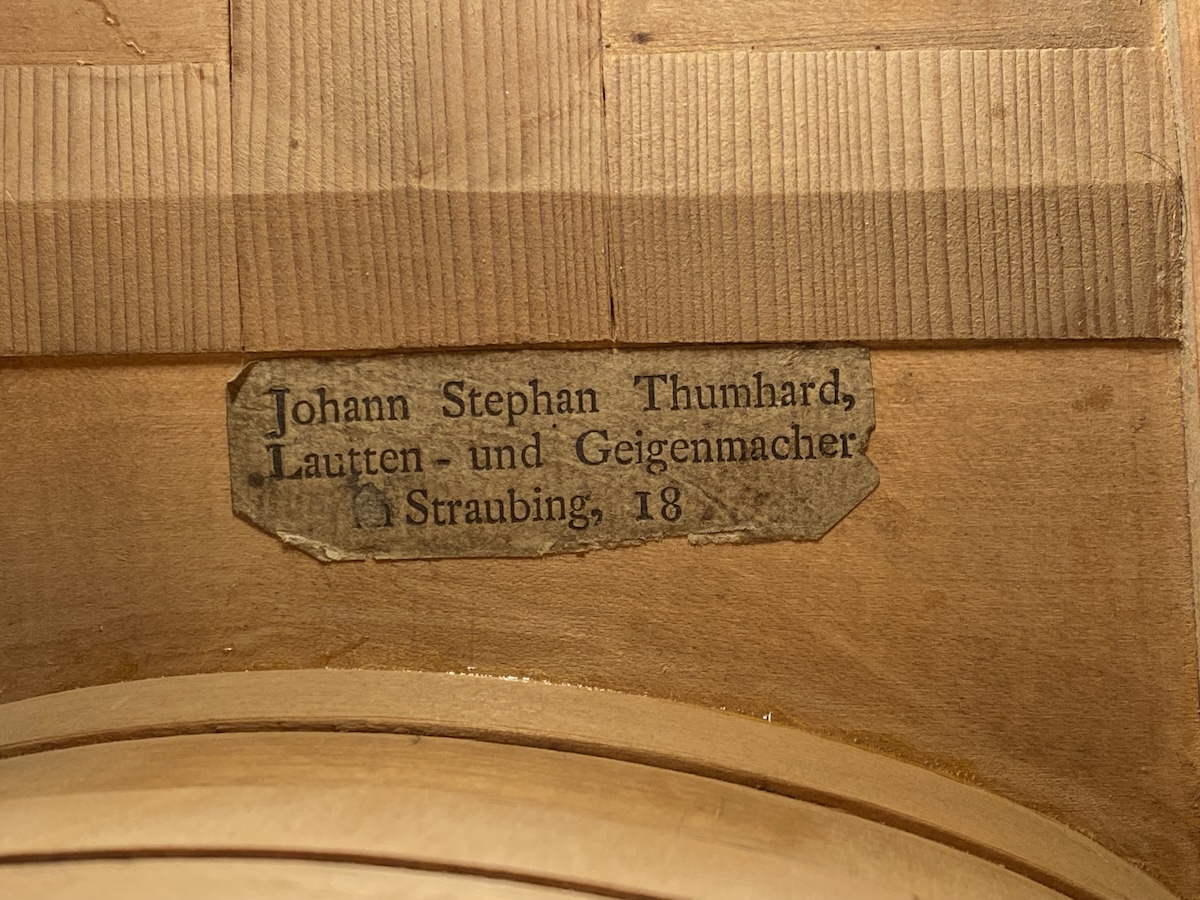 Johann Stephan Thumhard,
Lautten - und Geigenmacher
Straubing, 18